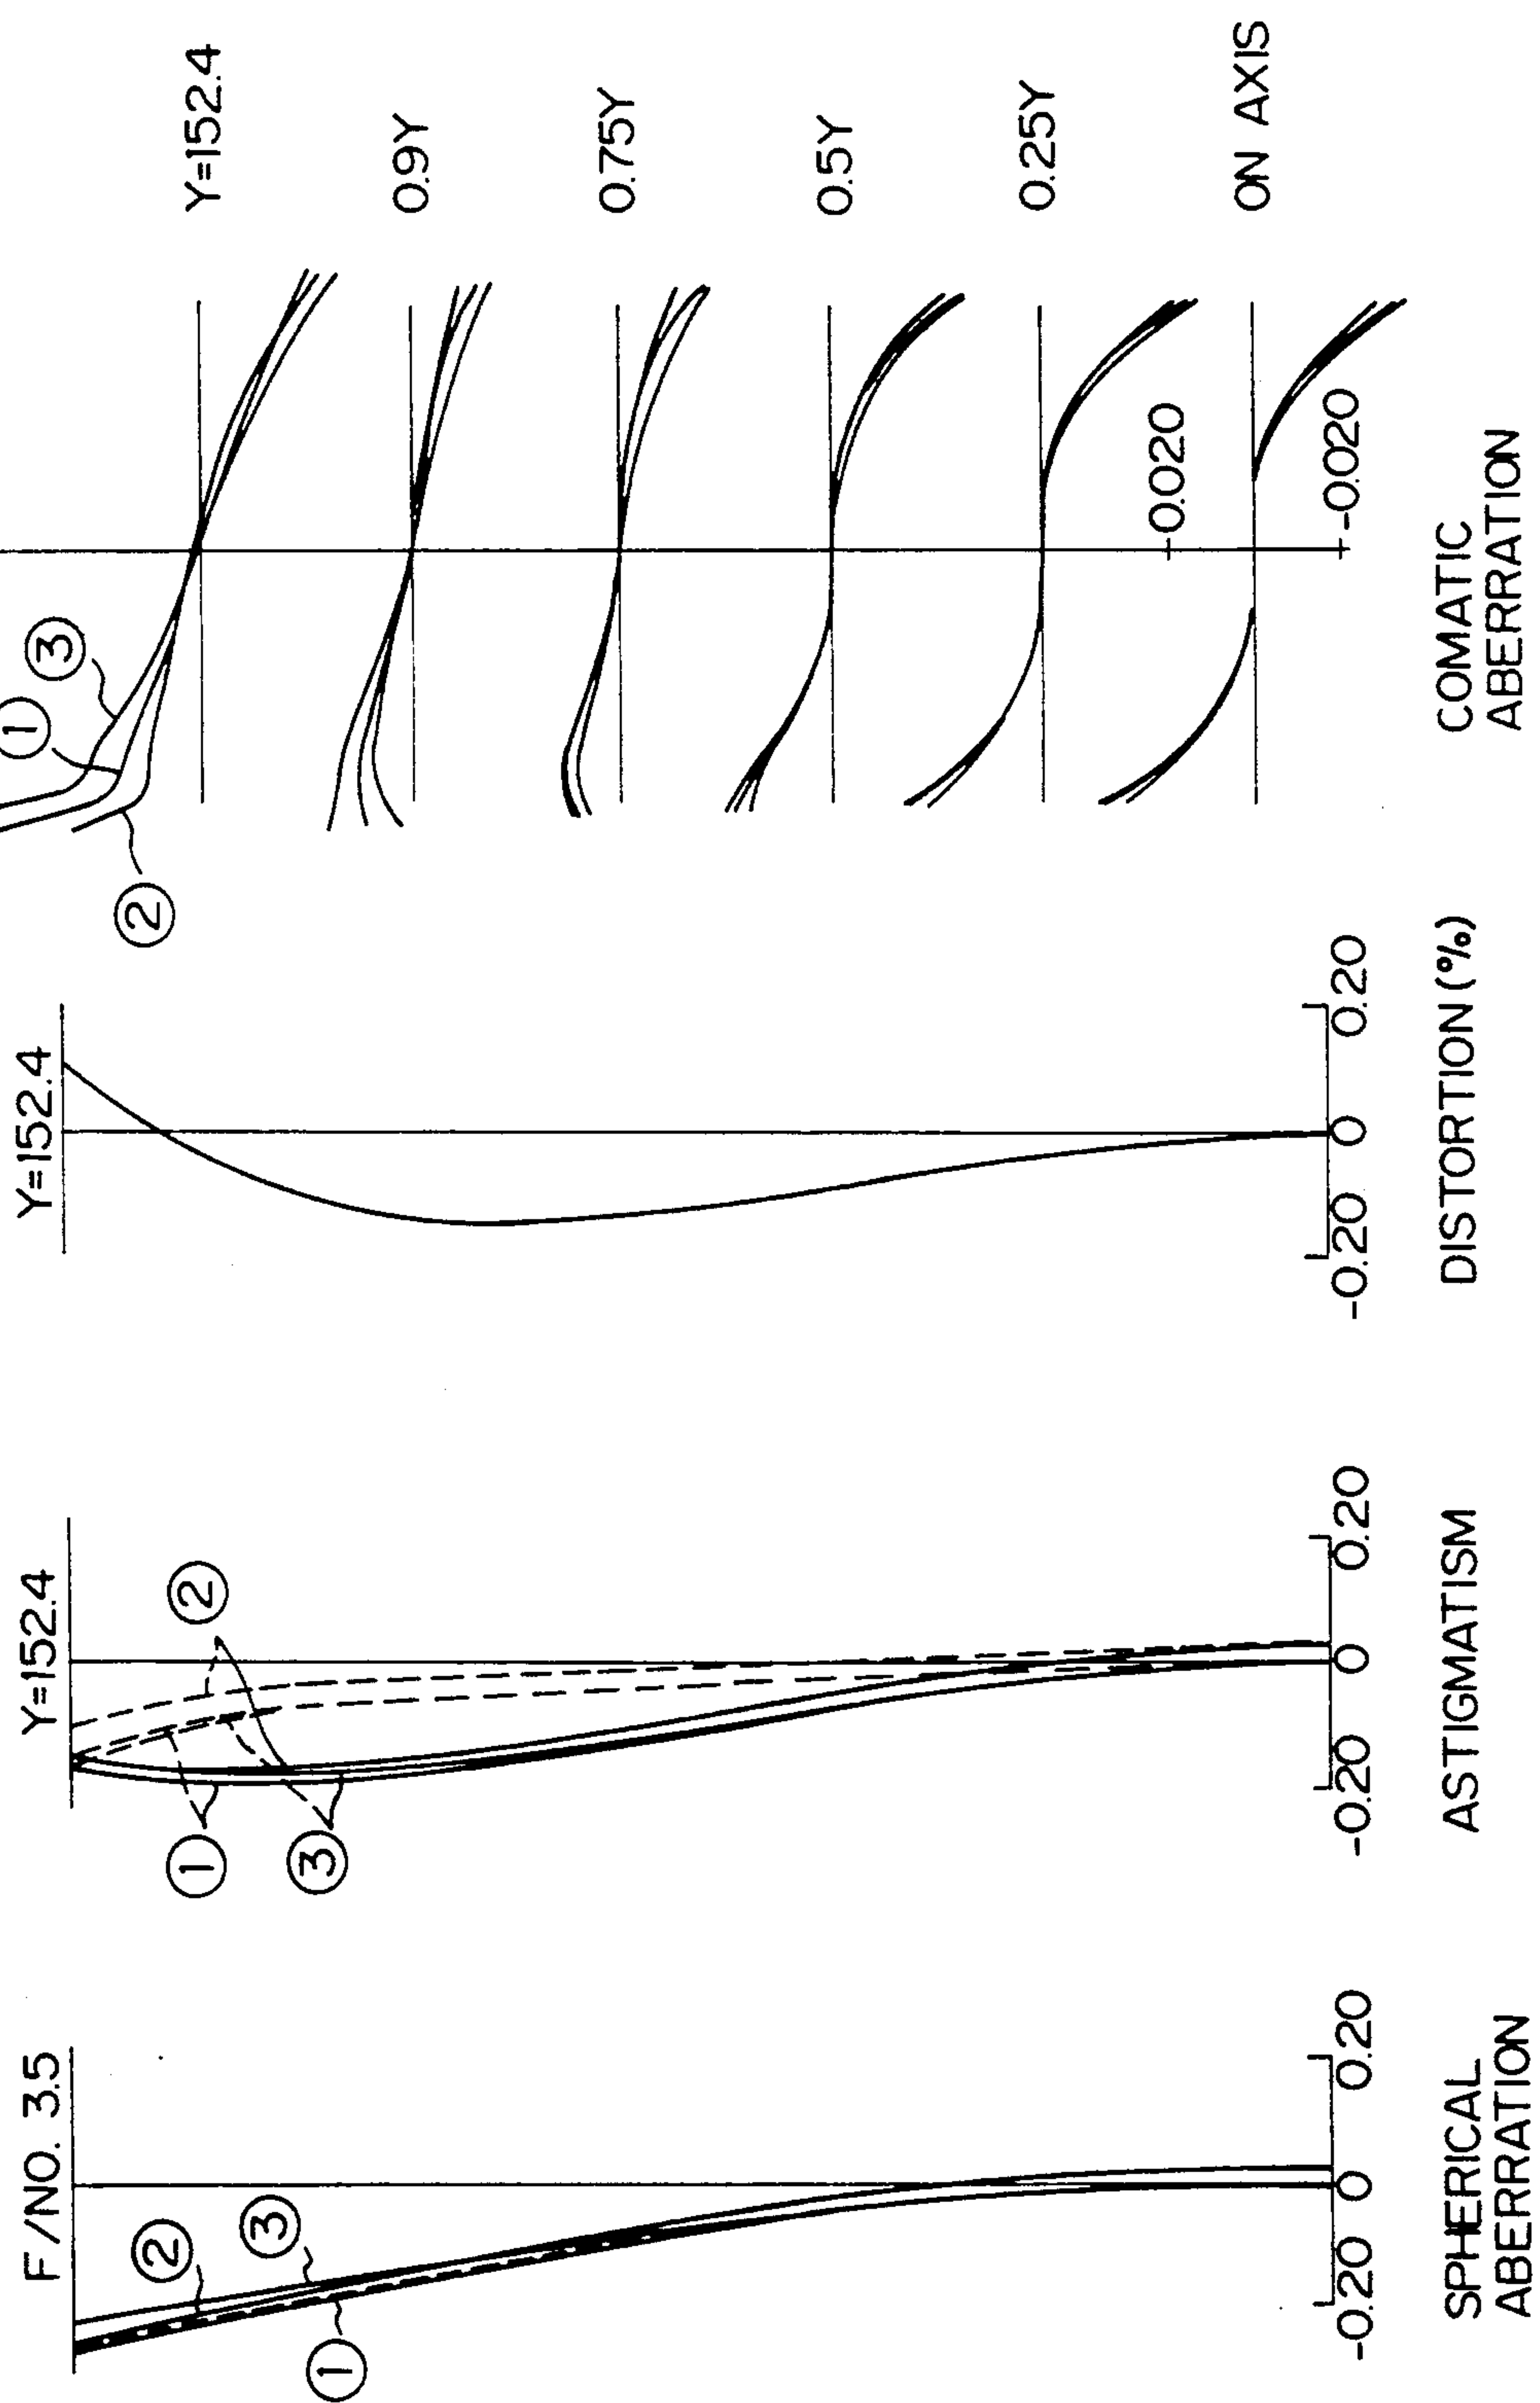 F/NO. 3.5
②
③
①
-0.20
0
0.20
SPHERICAL
ABERRATION
Y=152.4
①
③
②
-0.20
0
0.20
ASTIGMATISM
Y=152.4
-0.20
0
0.20
DISTORTION (%)
②
①
③
Y=152.4
0.9Y
0.75Y
0.5Y
0.25Y
0.020
ON AXIS
-0.020
COMATIC
ABERRATION